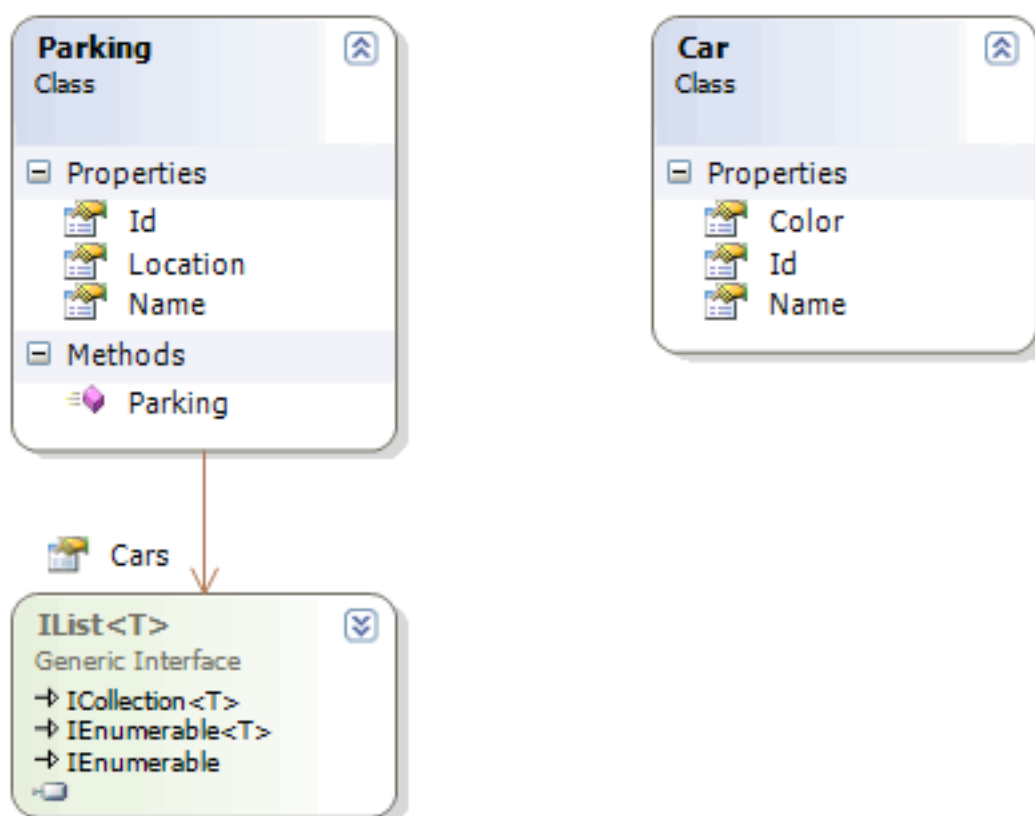 Parking
Class
Properties
Id
Location
Name
Methods
Parking
Cars
IList<T>
Generic Interface
ICollection<T>
IEnumerable<T>
IEnumerable
Car
Class
Properties
Color
Id
Name